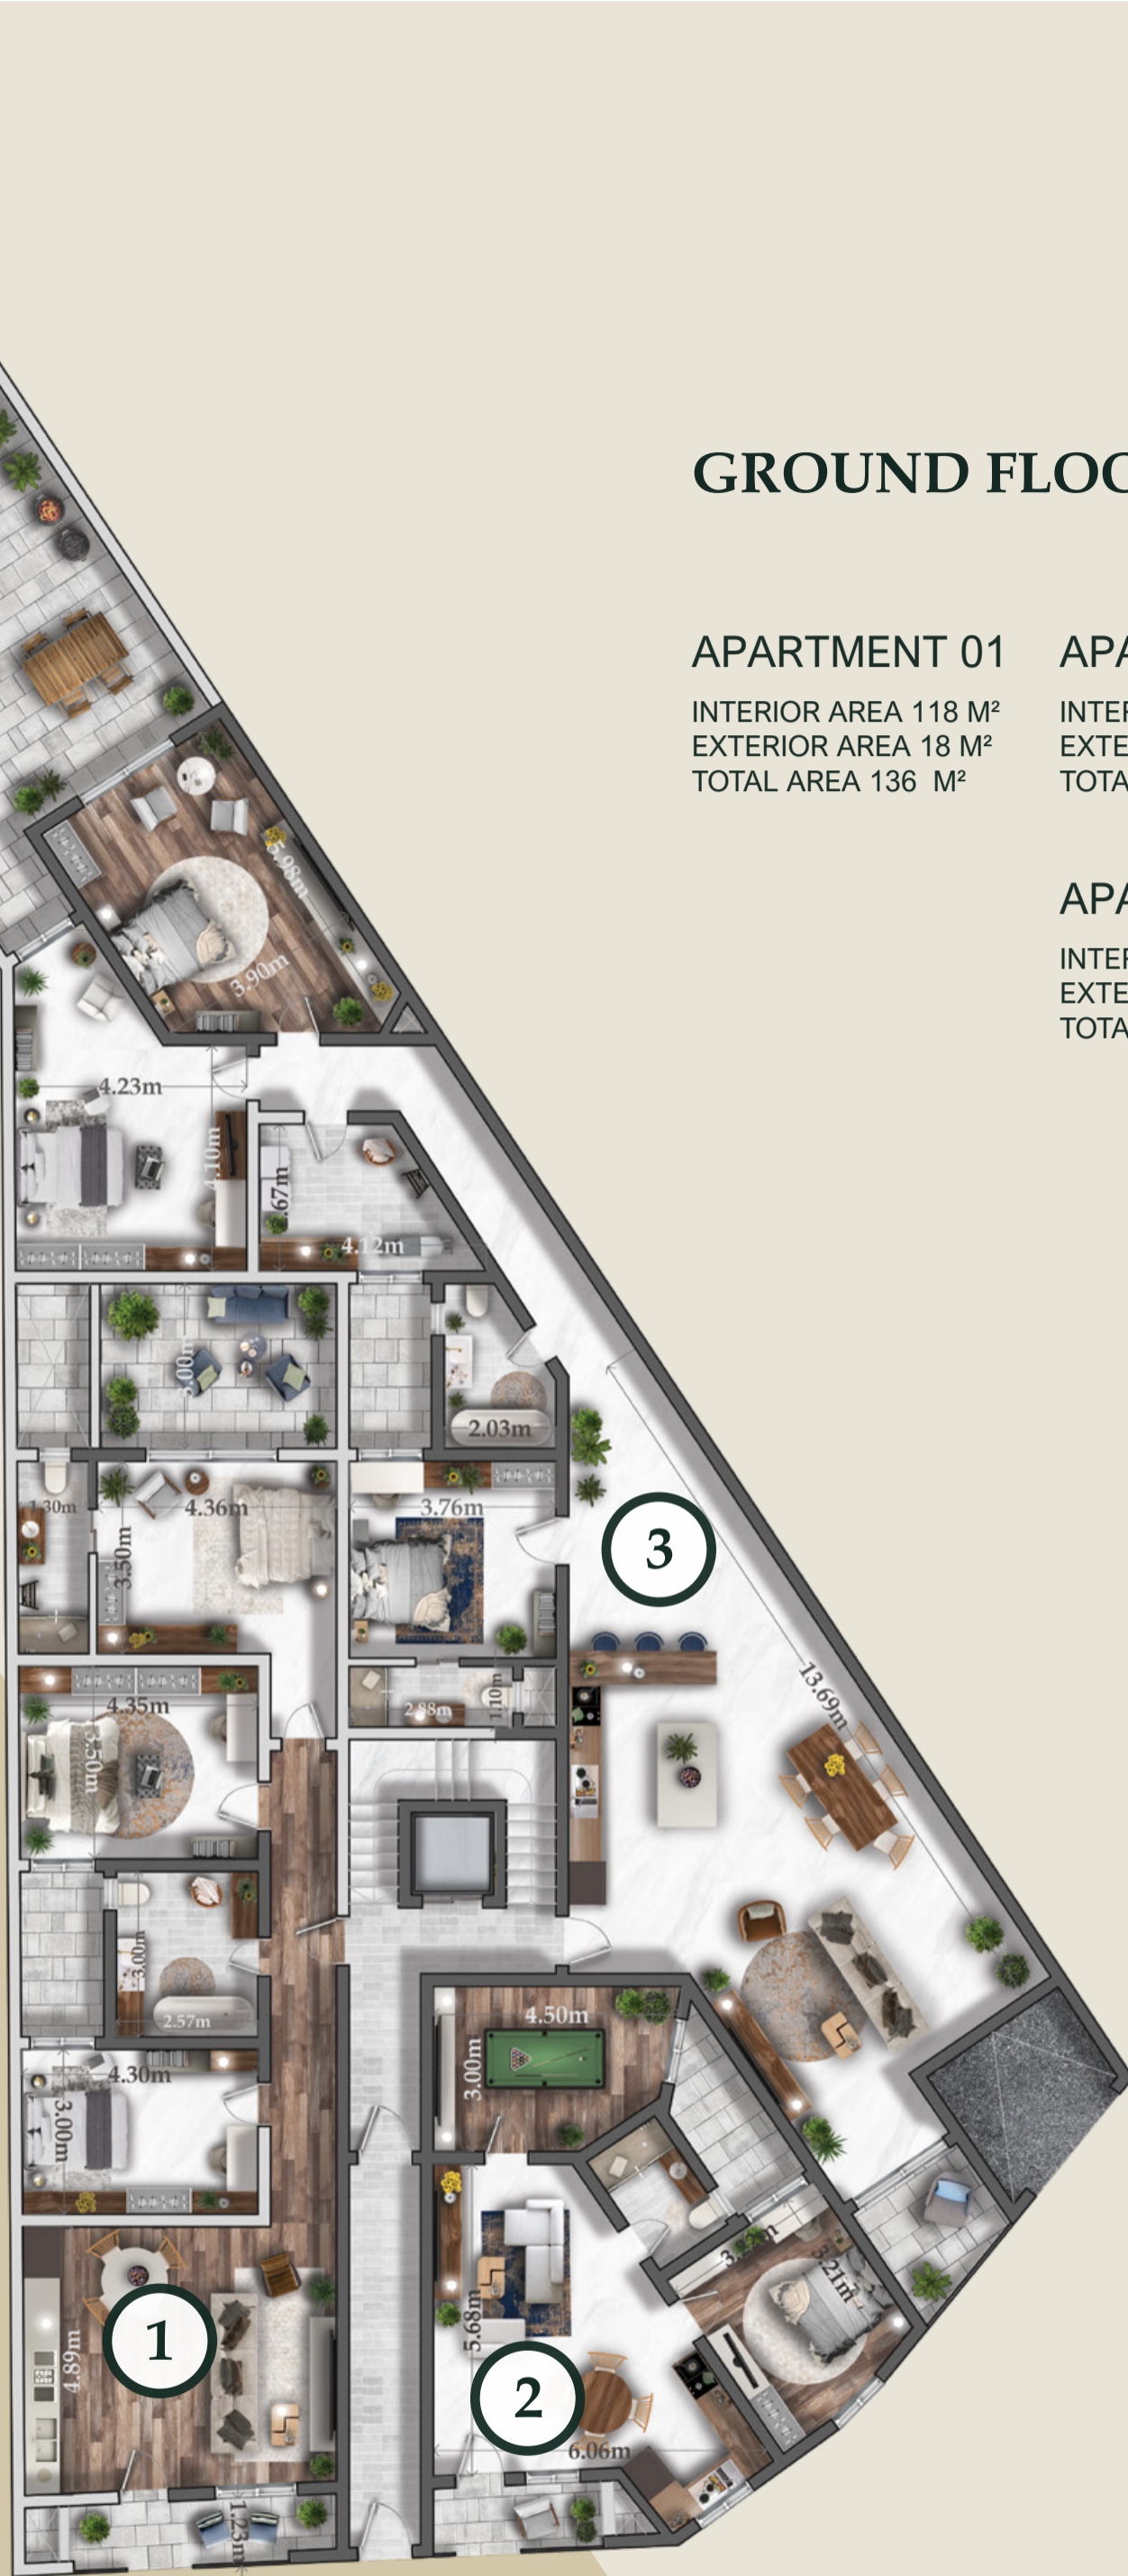 GROUND FLOO
APARTMENT 01
INTERIOR AREA 118 M²
EXTERIOR AREA 18 M²
TOTAL AREA 136 M²
APA
INTER
EXTE
TOTA
APA
INTER
EXTE
TOTA
5.98m
3.90m
4.23m
4.10m
.67m
4.12m
3.00m
2.03m
1.30m
4.36m
3.76m
3.50m
3
13.69m
4.35m
3.50m
2.88m
1.10m
3.00m
2.57m
4.50m
3.00m
4.30m
3.00m
3.21m
1
4.89m
5.68m
2
6.06m
1.23m